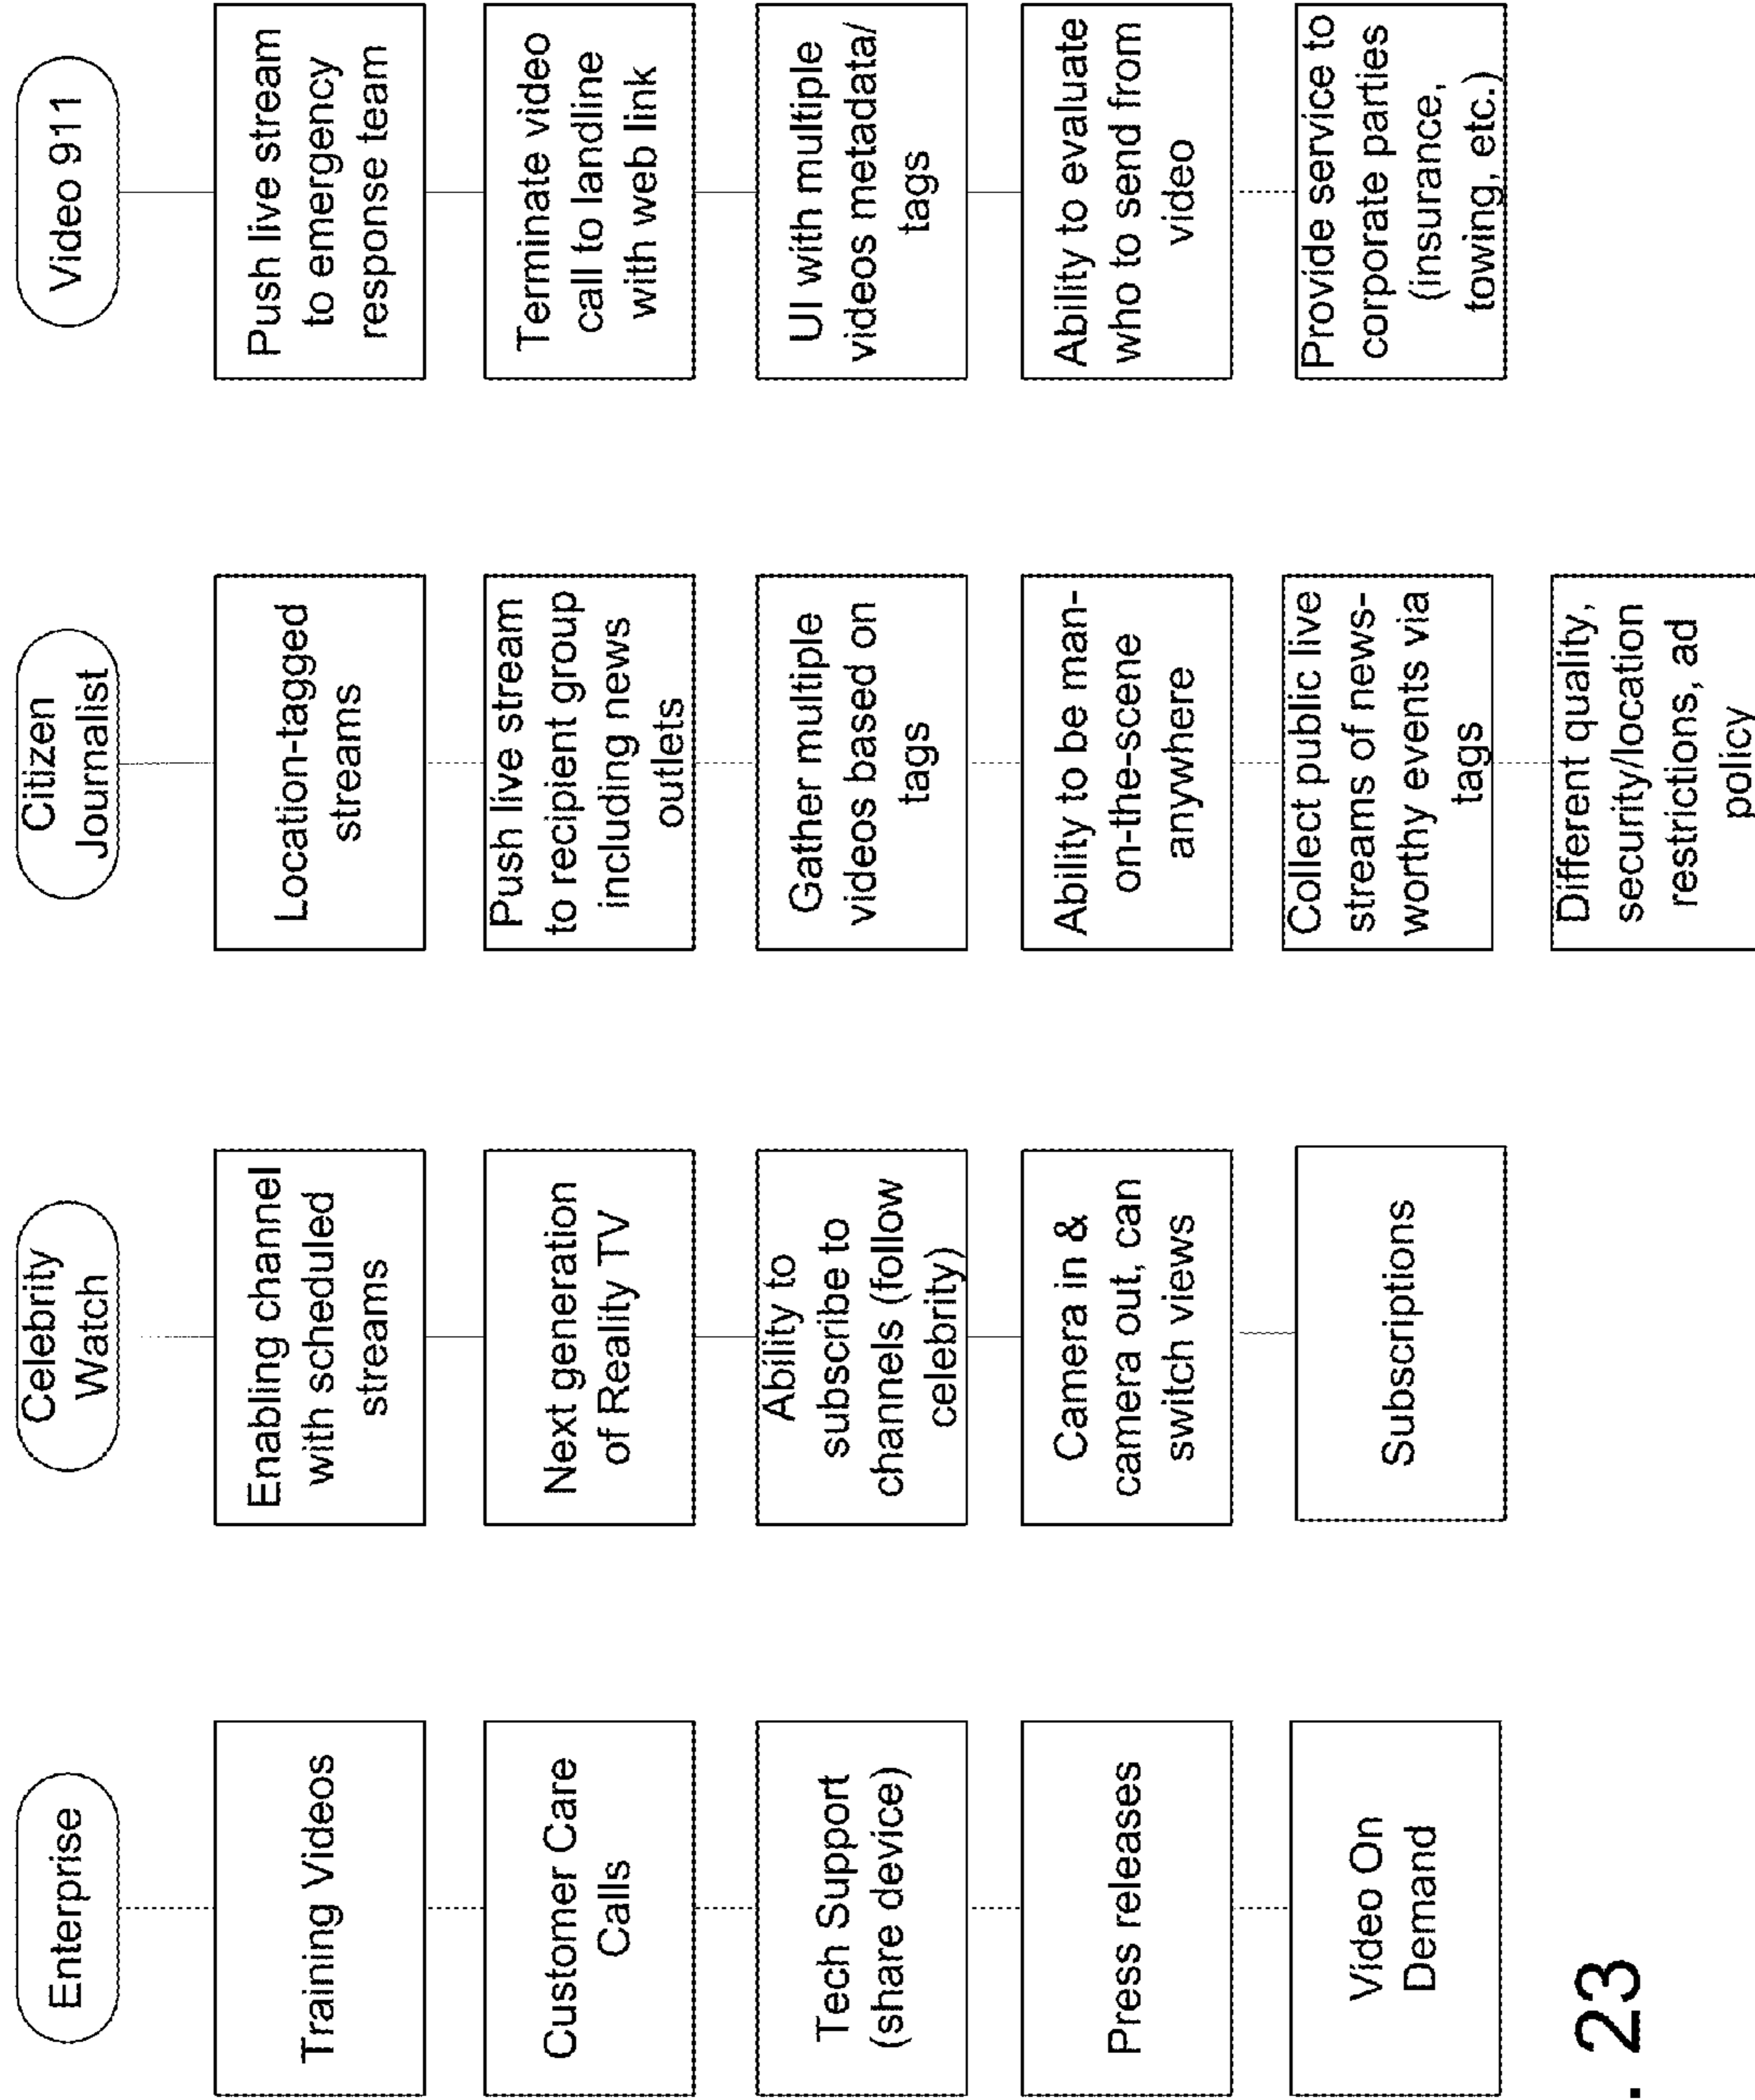 Enterprise
Training Videos
Customer Care
Calls
Tech Support
(share device)
Press releases
Video On
Demand
Celebrity
Watch
Enabling channel
with scheduled
streams
Next generation
of Reality TV
Ability to
subscribe to
channels (follow
celebrity)
Camera in &
camera out, can
switch views
Subscriptions
Citizen
Journalist
Location-tagged
streams
Push live stream
to recipient group
including news
outlets
Gather multiple
videos based on
tags
Ability to be man-
on-the-scene
anywhere
Collect public live
streams of news-
worthy events via
tags
Different quality,
security/location
restrictions, ad
policy
Video 911
Push live stream
to emergency
response team
Terminate video
call to landline
with web link
UI with multiple
videos metadata/
tags
Ability to evaluate
who to send from
video
Provide service to
corporate parties
(insurance,
towing, etc.)
. 23